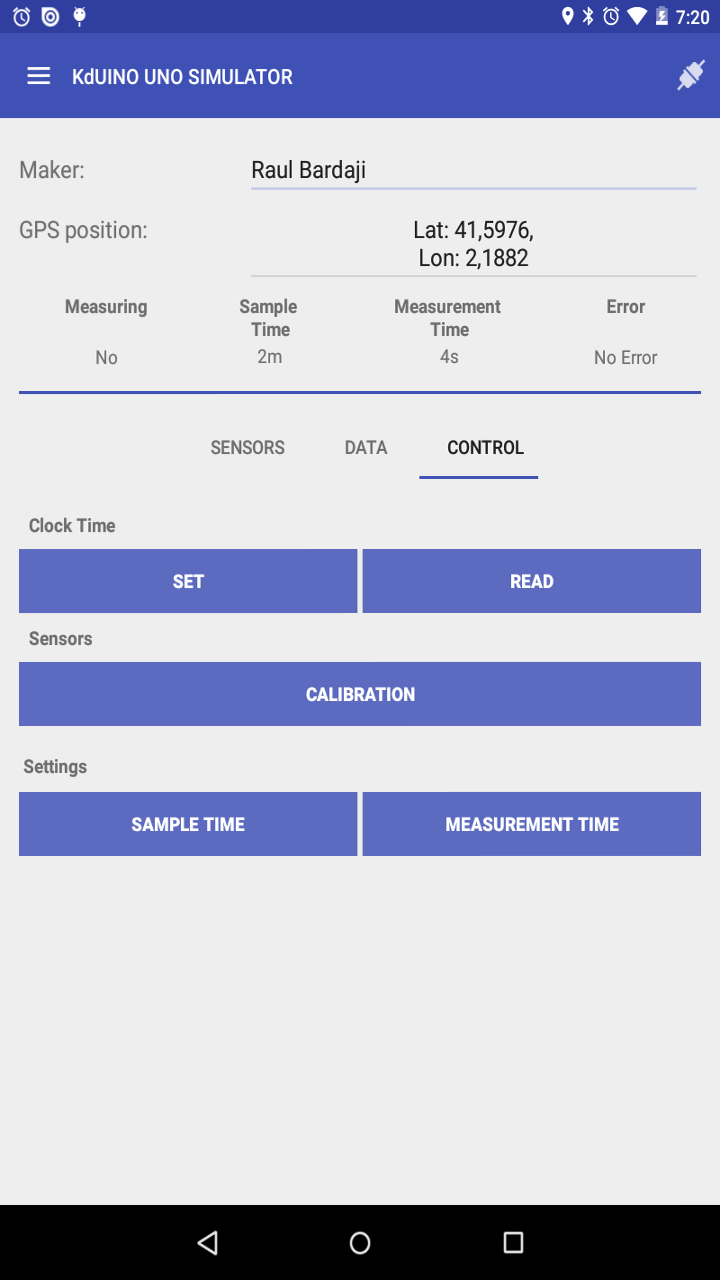 7:20
KdUINO UNO SIMULATOR
Maker: Raul Bardaji
GPS position: Lat: 41,5976,
Lon: 2,1882
Measuring Sample Measurement Error
Time Time
No 2m 4s No Error
SENSORS DATA CONTROL
Clock Time
SET READ
Sensors
CALIBRATION
Settings
SAMPLE TIME MEASUREMENT TIME